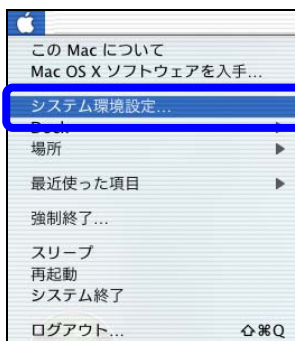 この Mac について
Mac OS X ソフトウェアを入手...
システム環境設定...
Dock
場所
最近使った項目
強制終了...
スリープ
再起動
システム終了
ログアウト... ⇧⌘Q